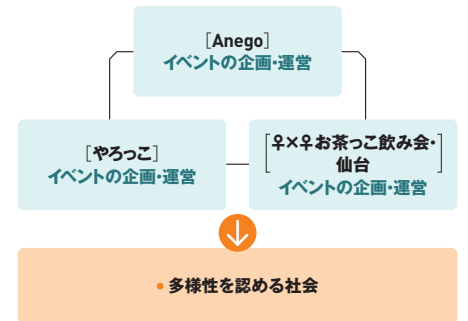 [Anego]
イベントの企画・運営
[やろっこ]
イベントの企画・運営
[♀×♀お茶っこ飲み会・
仙台]
イベントの企画・運営
● 多様性を認める社会